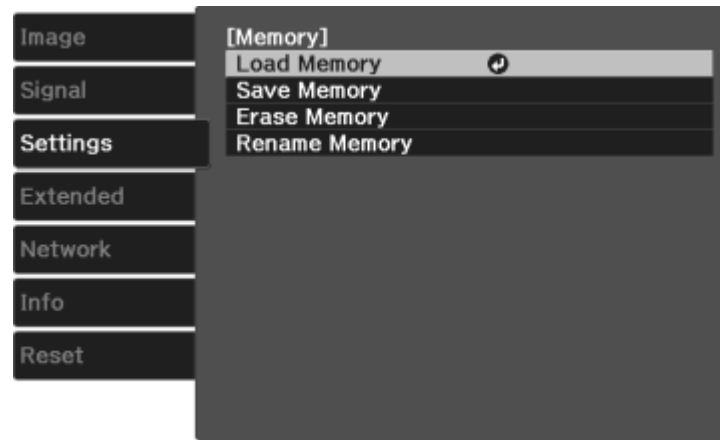 Image
Signal
Settings
Extended
Network
Info
Reset
[Memory]
Load Memory
Save Memory
Erase Memory
Rename Memory